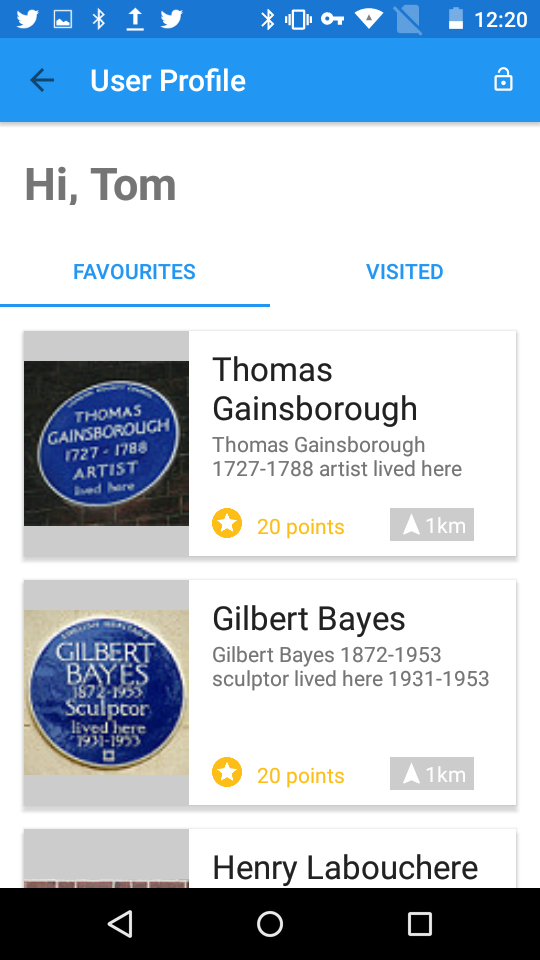 12:20
User Profile
Hi, Tom
FAVOURITES VISITED
THOMAS
GAINSBOROUGH
1727 - 1788
ARTIST
lived here
Thomas
Gainsborough
Thomas Gainsborough
1727-1788 artist lived here
20 points 1km
ENGLISH HERITAGE
GILBERT
BAYES
1872-1953
Sculptor
lived here
1931-1953
Gilbert Bayes
Gilbert Bayes 1872-1953
sculptor lived here 1931-1953
20 points 1km
Henry Labouchere